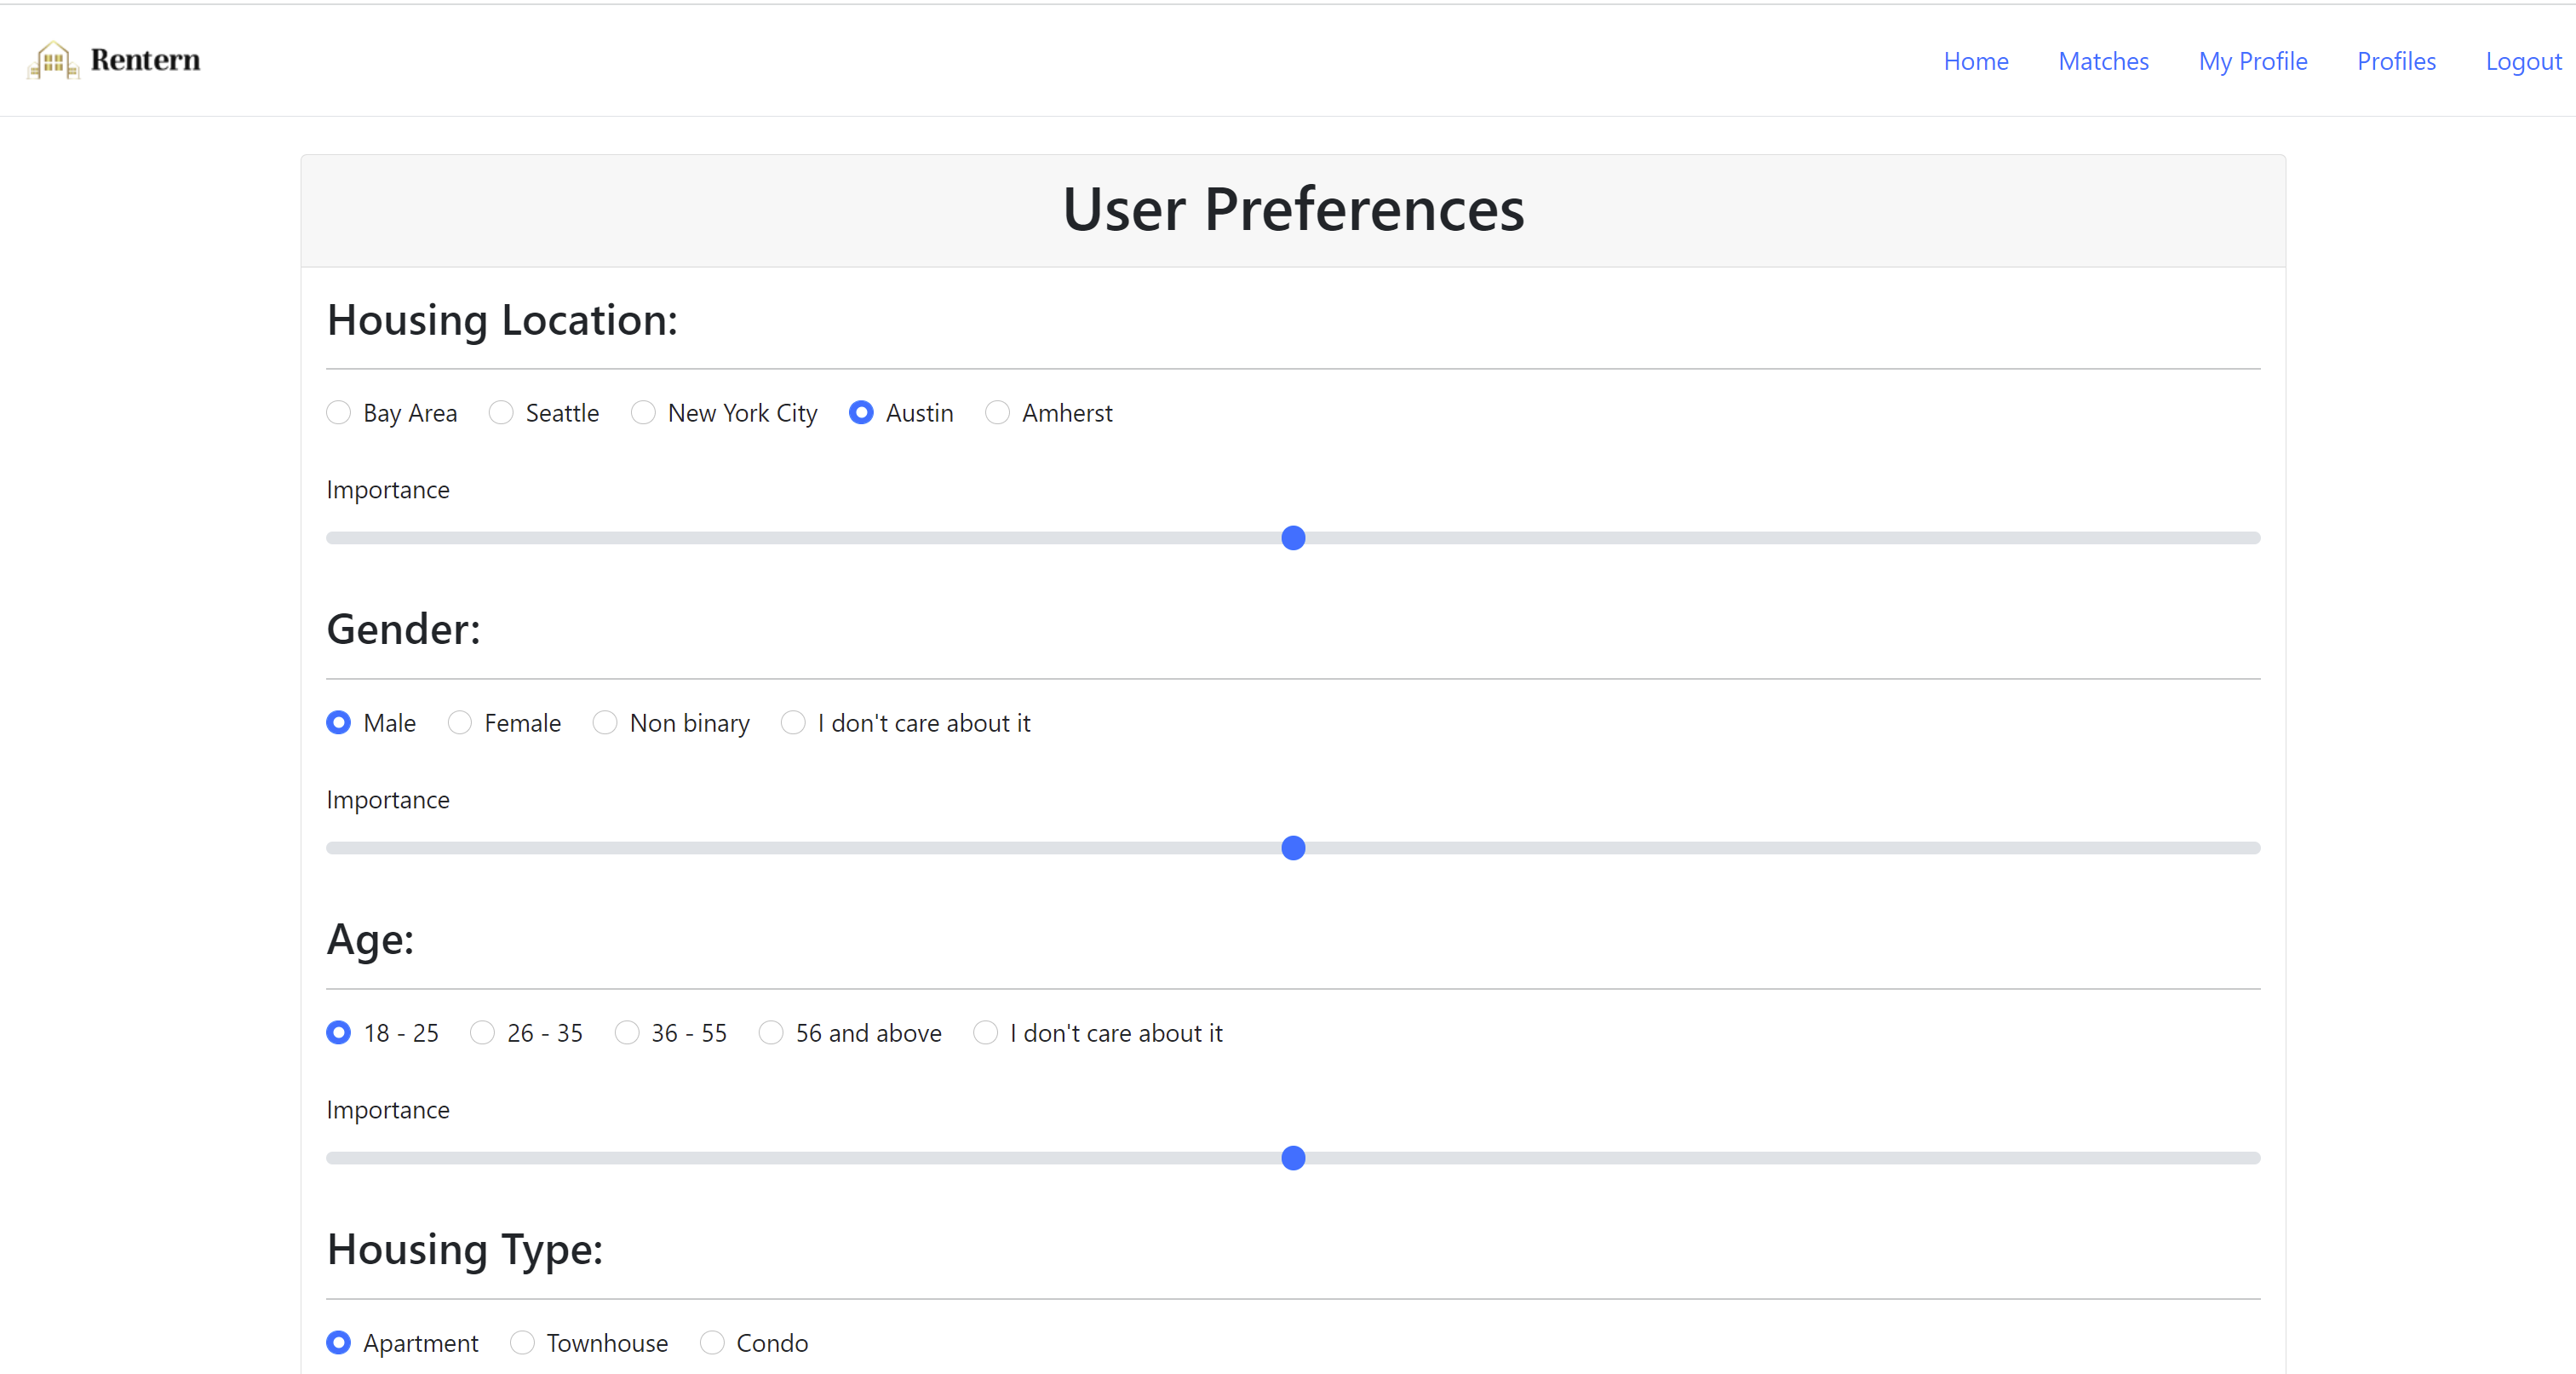 Rentern
Home Matches My Profile Profiles Logout
User Preferences
Housing Location:
Bay Area Seattle New York City Austin Amherst
Importance
Gender:
Male Female Non binary I don't care about it
Importance
Age:
18 - 25 26 - 35 36 - 55 56 and above I don't care about it
Importance
Housing Type:
Apartment Townhouse Condo